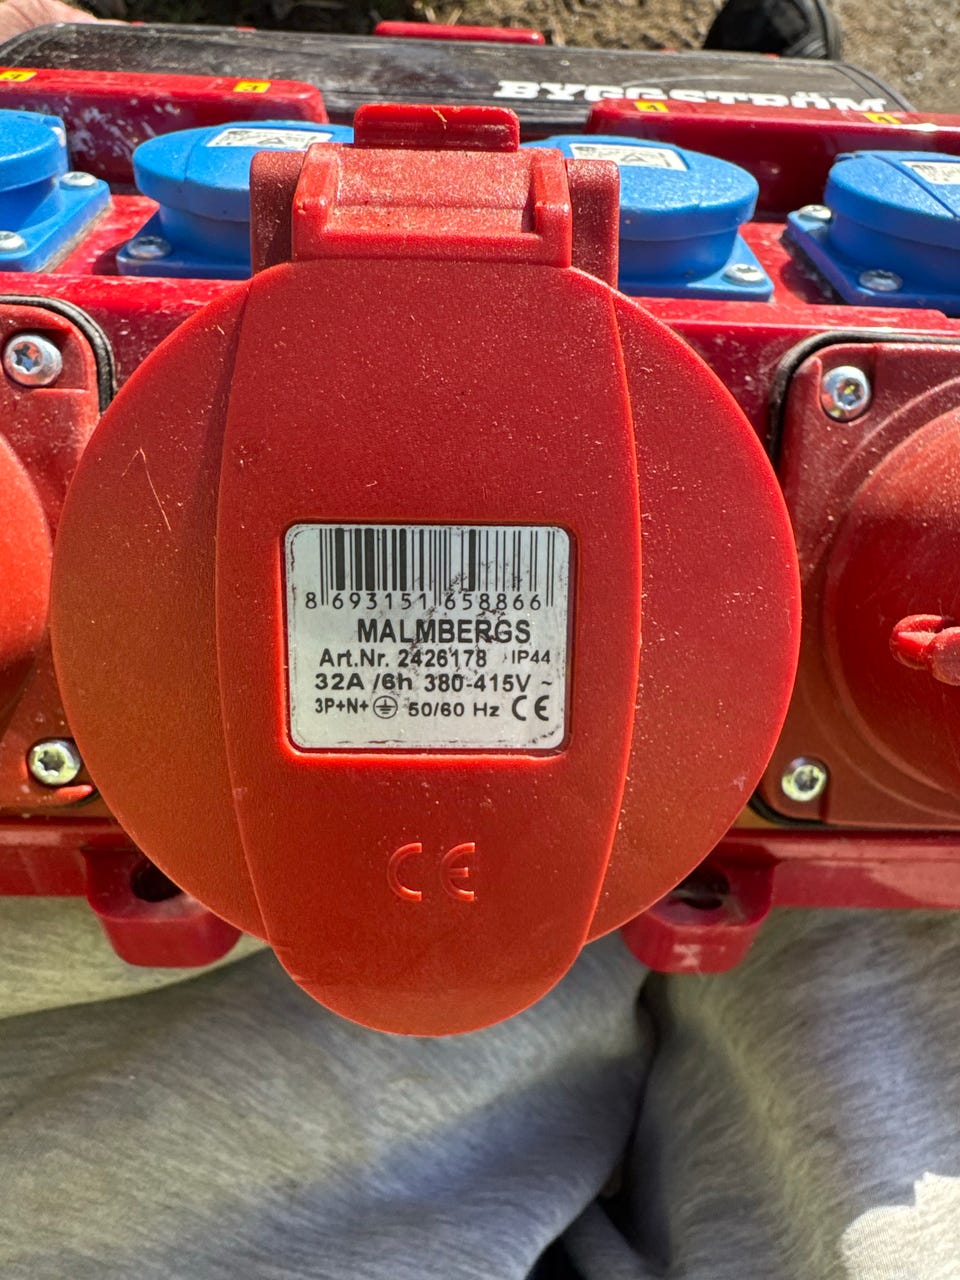 BYGGSTRÖM
8 693151 658866
MALMBERGS
Art.Nr. 2426178 IP44
32A /6h 380-415V ~
3P+N+⏚ 50/60 Hz CE
CE